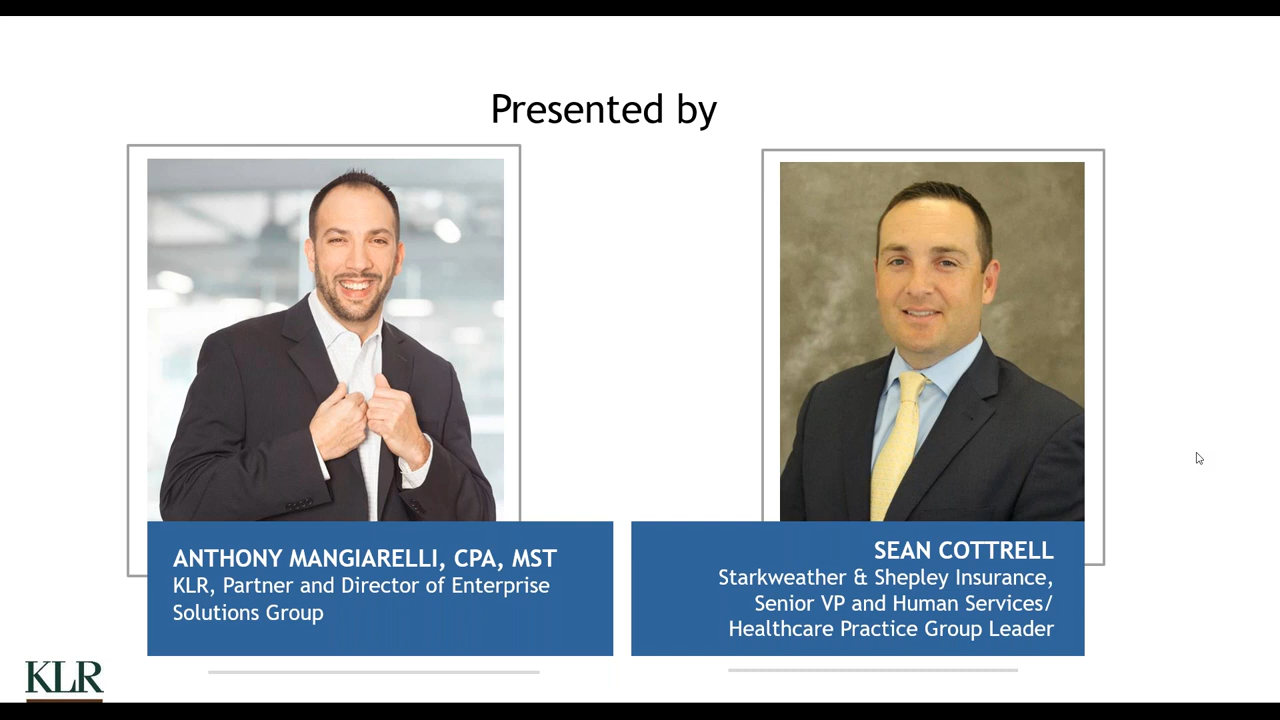 Presented by
ANTHONY MANGIARELLI, CPA, MST
KLR, Partner and Director of Enterprise
Solutions Group
SEAN COTTRELL
Starkweather & Shepley Insurance,
Senior VP and Human Services/
Healthcare Practice Group Leader
KLR